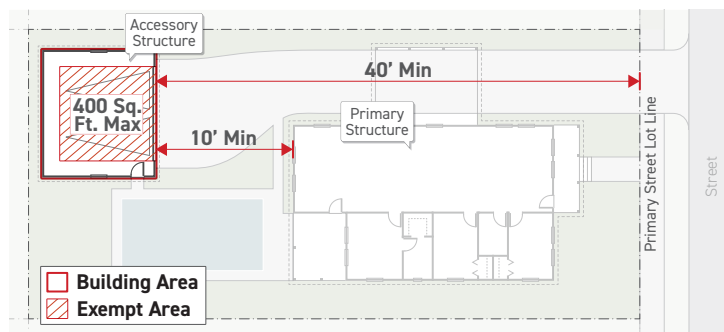 Accessory
Structure
40’ Min
400 Sq.
Ft. Max
Primary
Structure
10’ Min
Primary Street Lot Line
Street
Building Area
Exempt Area